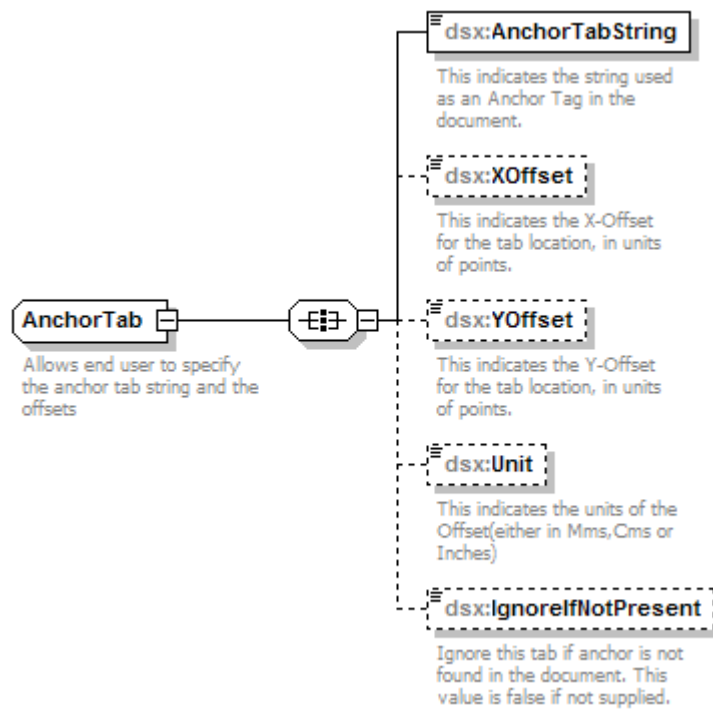 dsx:AnchorTabString
This indicates the string used
as an Anchor Tag in the
document.
dsx:XOffset
This indicates the X-Offset
for the tab location, in units
of points.
AnchorTab
Allows end user to specify
the anchor tab string and the
offsets
dsx:YOffset
This indicates the Y-Offset
for the tab location, in units
of points.
dsx:Unit
This indicates the units of the
Offset(either in Mms,Cms or
Inches)
dsx:IgnoreIfNotPresent
Ignore this tab if anchor is not
found in the document. This
value is false if not supplied.